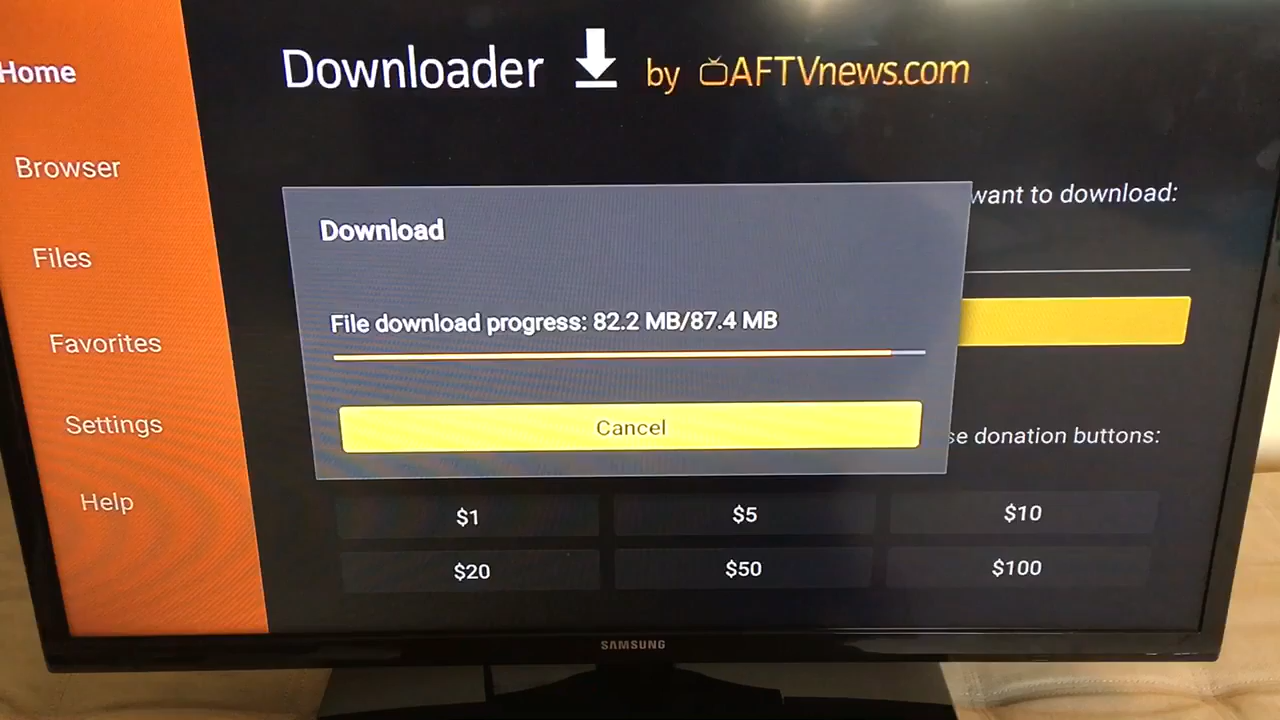 Downloader by AFTVnews.com
Home
Browser
Files
Favorites
Settings
Help
want to download:
Download
File download progress: 82.2 MB/87.4 MB
Cancel
se donation buttons:
$1 $5 $10
$20 $50 $100
SAMSUNG